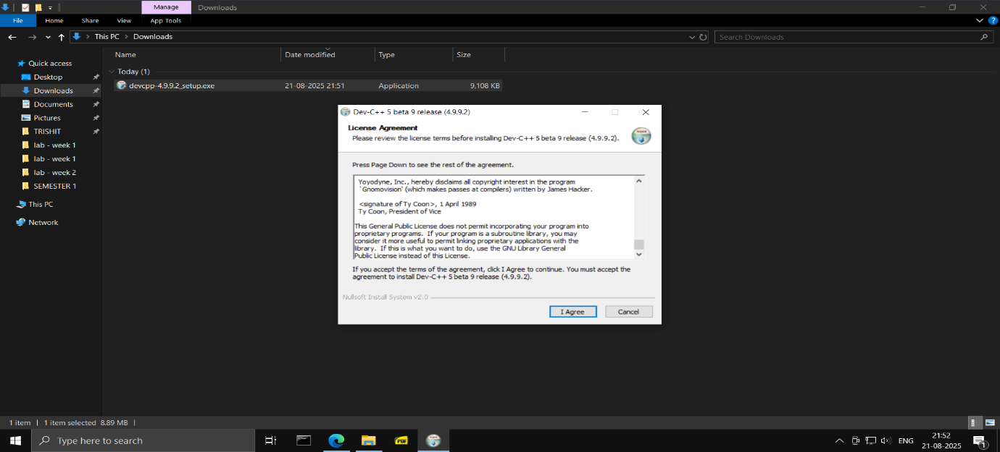 Manage
Downloads
File
Home
Share
View
App Tools
?
This PC > Downloads
Search Downloads
Name
Date modified
Type
Size
Quick access
Desktop
Downloads
Documents
Pictures
TRISHIT
lab - week 1
lab - week 1
lab - week 2
SEMESTER 1
This PC
Network
Today (1)
devcpp-4.9.9.2_setup.exe
21-08-2025 21:51
Application
9,108 KB
Dev-C++ 5 beta 9 release (4.9.9.2)
License Agreement
Please review the license terms before installing Dev-C++ 5 beta 9 release (4.9.9.2).
Press Page Down to see the rest of the agreement.
Yoyodyne, Inc., hereby disclaims all copyright interest in the program
`Gnomovision' (which makes passes at compilers) written by James Hacker.
<signature of Ty Coon>, 1 April 1989
Ty Coon, President of Vice
This General Public License does not permit incorporating your program into
proprietary programs. If your program is a subroutine library, you may
consider it more useful to permit linking proprietary applications with the
library. If this is what you want to do, use the GNU Library General
Public License instead of this License.
If you accept the terms of the agreement, click I Agree to continue. You must accept the
agreement to install Dev-C++ 5 beta 9 release (4.9.9.2).
Nullsoft Install System v2.0
I Agree
Cancel
1 item
1 item selected 8.89 MB
Type here to search
PDF
ENG
21:52
21-08-2025
1